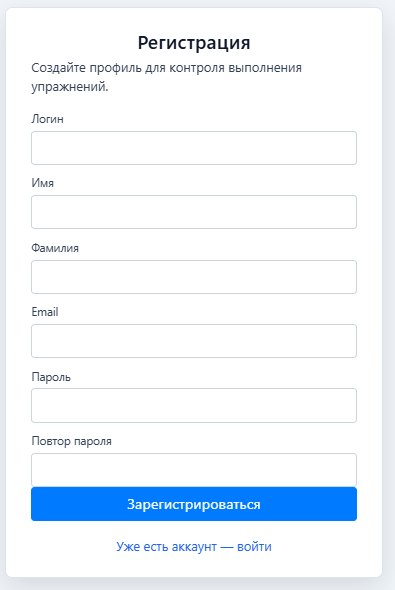 Регистрация
Создайте профиль для контроля выполнения
упражнений.
Логин
Имя
Фамилия
Email
Пароль
Повтор пароля
Зарегистрироваться
Уже есть аккаунт — войти